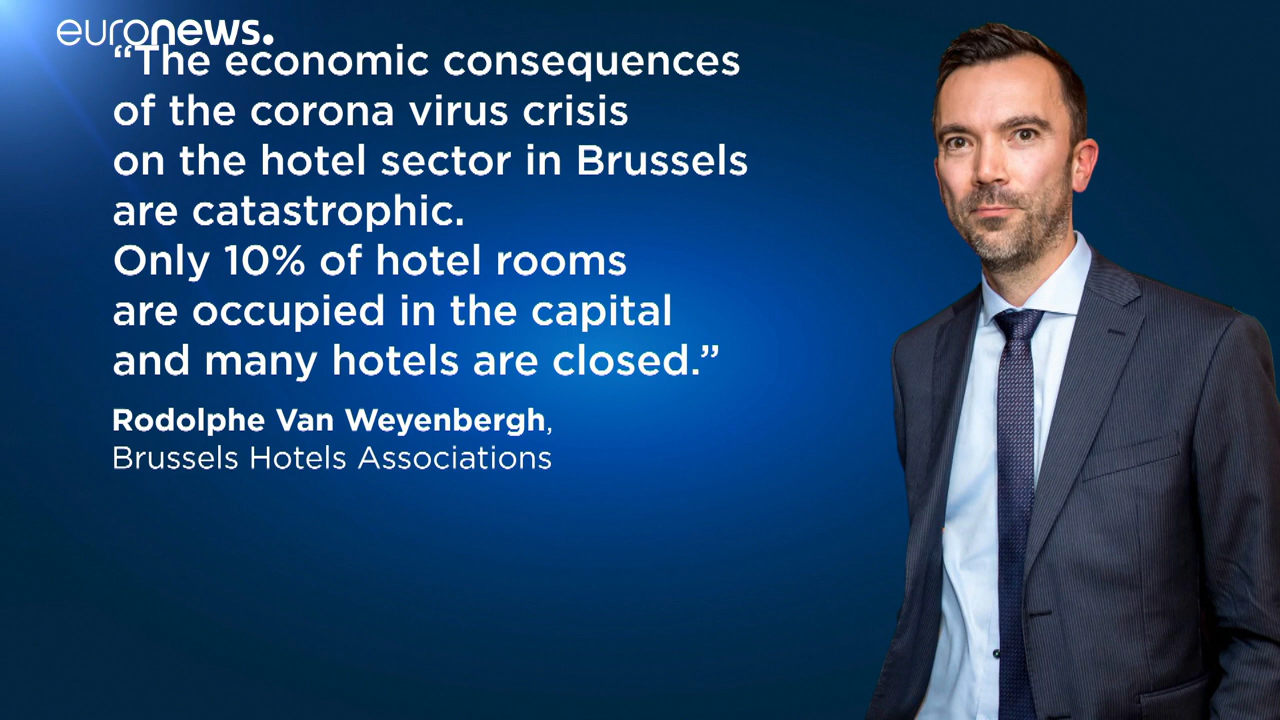 euronews.
“The economic consequences
of the corona virus crisis
on the hotel sector in Brussels
are catastrophic.
Only 10% of hotel rooms
are occupied in the capital
and many hotels are closed.”
Rodolphe Van Weyenbergh,
Brussels Hotels Associations